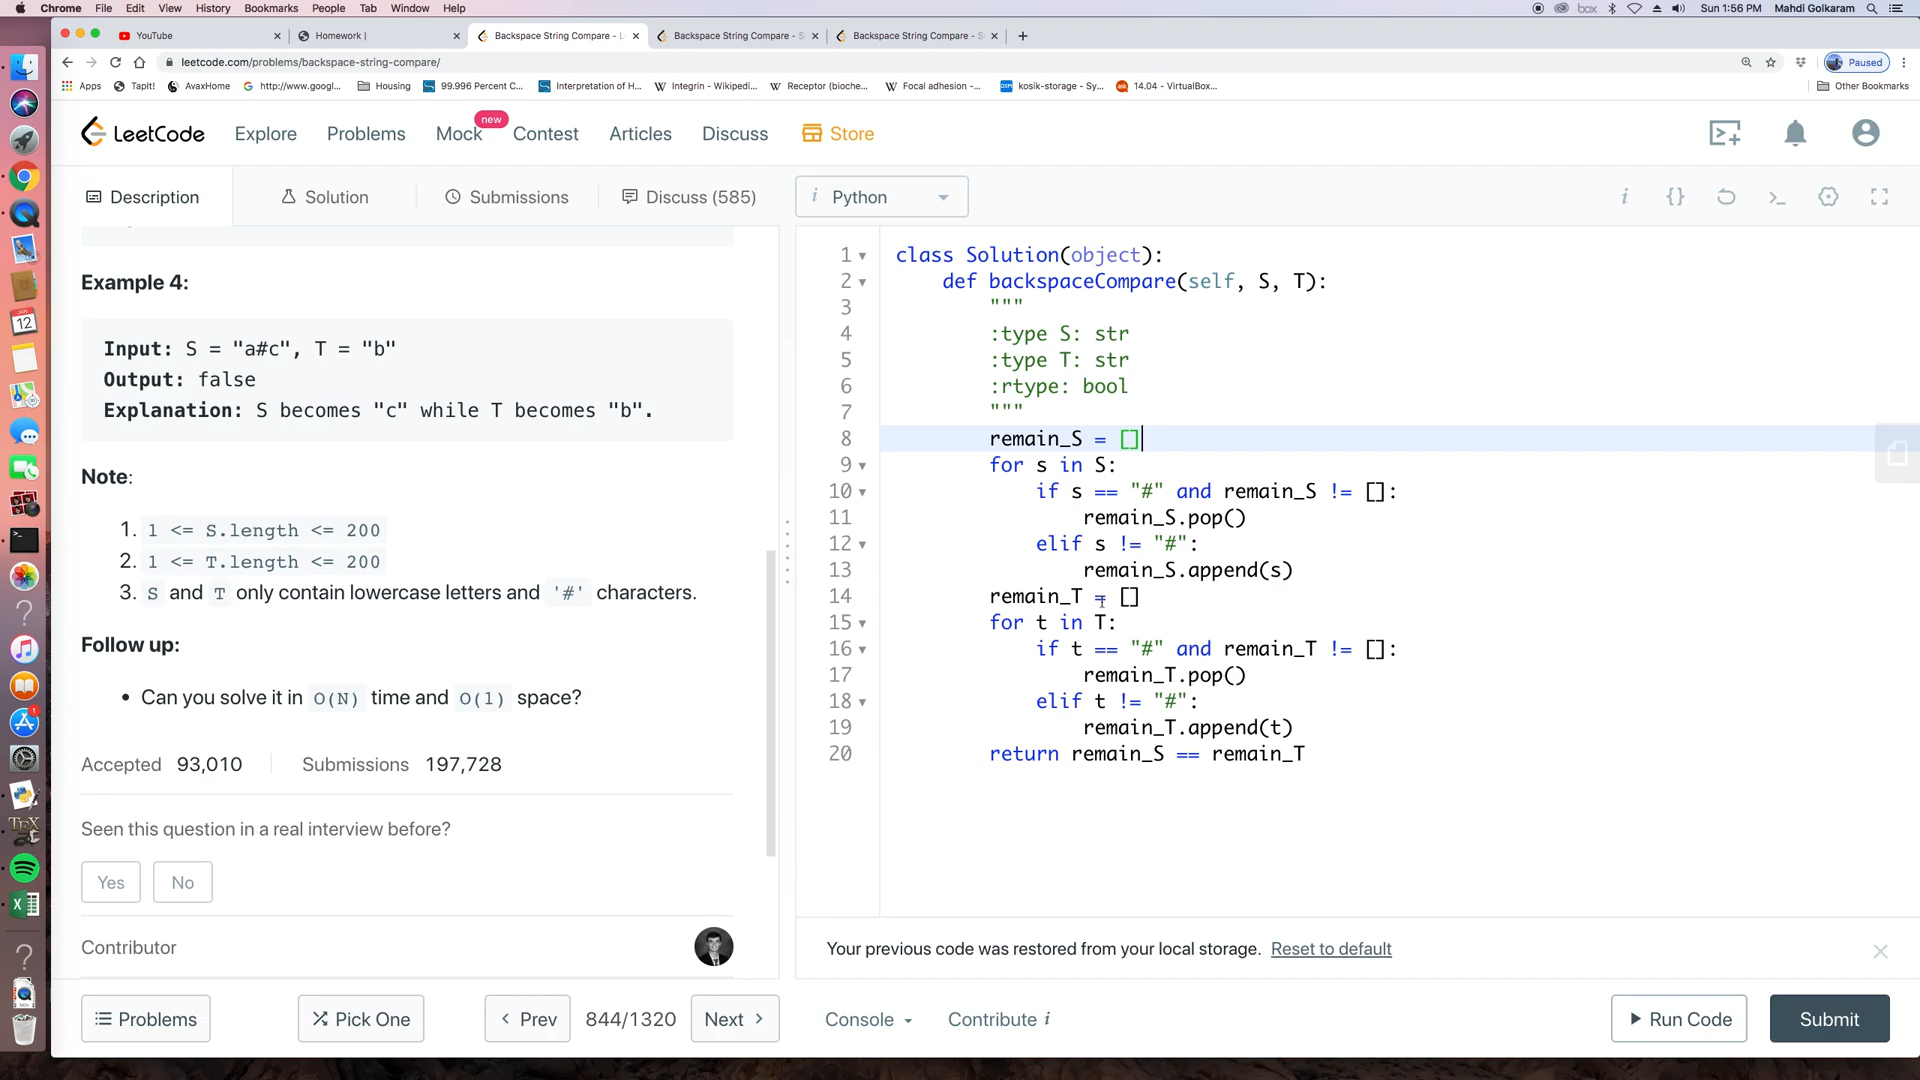 Chrome File Edit View History Bookmarks People Tab Window Help
box Sun 1:56 PM Mahdi Golkaram
YouTube Homework | Backspace String Compare - L Backspace String Compare - S Backspace String Compare - S
leetcode.com/problems/backspace-string-compare/ Paused
Apps TapIt! AvaxHome http://www.googl... Housing 99.996 Percent C... Interpretation of H... Integrin - Wikipedi... Receptor (bioche... Focal adhesion -... kosik-storage - Sy... 14.04 - VirtualBox... Other Bookmarks
LeetCode Explore Problems Mock new Contest Articles Discuss Store
Description Solution Submissions Discuss (585)
i Python i {}
Example 4:
Input: S = "a#c", T = "b"
Output: false
Explanation: S becomes "c" while T becomes "b".
Note:
1. 1 <= S.length <= 200
2. 1 <= T.length <= 200
3. S and T only contain lowercase letters and '#' characters.
Follow up:
• Can you solve it in O(N) time and O(1) space?
Accepted 93,010 Submissions 197,728
Seen this question in a real interview before?
Yes No
Contributor
Problems Pick One Prev 844/1320 Next
1 class Solution(object):
2 def backspaceCompare(self, S, T):
3 """
4 :type S: str
5 :type T: str
6 :rtype: bool
7 """
8 remain_S = []
9 for s in S:
10 if s == "#" and remain_S != []:
11 remain_S.pop()
12 elif s != "#":
13 remain_S.append(s)
14 remain_T = []
15 for t in T:
16 if t == "#" and remain_T != []:
17 remain_T.pop()
18 elif t != "#":
19 remain_T.append(t)
20 return remain_S == remain_T
Your previous code was restored from your local storage. Reset to default
Console Contribute i Run Code Submit
JAN
12
TEX